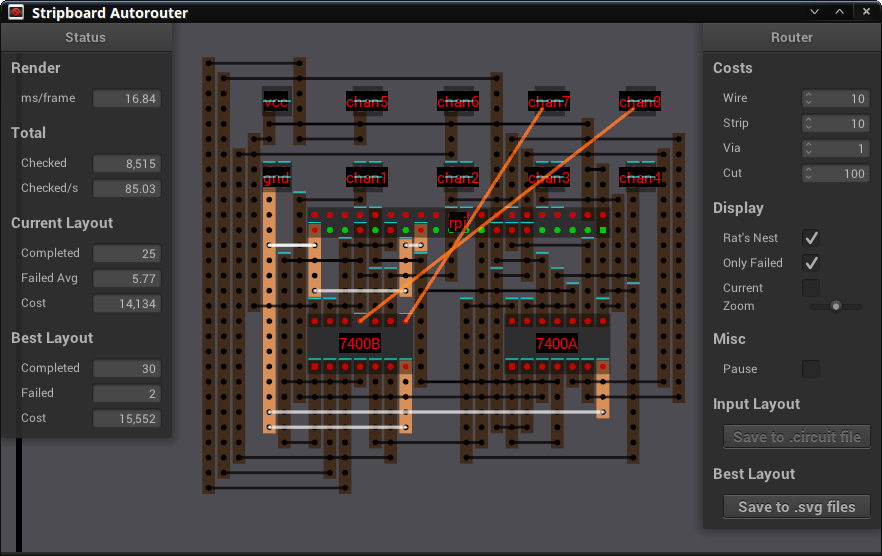 Stripboard Autorouter
Status
Render
ms/frame 16.84
Total
Checked 8,515
Checked/s 85.03
Current Layout
Completed 25
Failed Avg 5.77
Cost 14,134
Best Layout
Completed 30
Failed 2
Cost 15,552
vcc chan5 chan6 chan7 chan8
gnd chan1 chan2 chan3 chan4
rpi
7400B 7400A
Router
Costs
Wire 10
Strip 10
Via 1
Cut 100
Display
Rat's Nest
Only Failed
Current
Zoom
Misc
Pause
Input Layout
Save to .circuit file
Best Layout
Save to .svg files